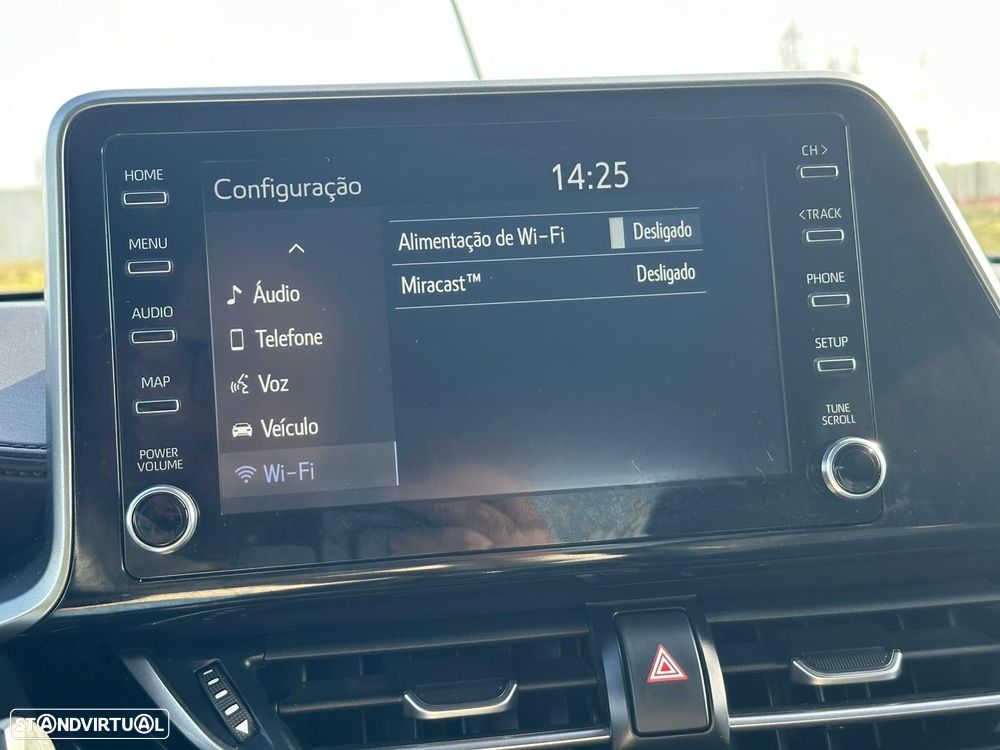 HOME
MENU
AUDIO
MAP
POWER
VOLUME
Configuração
14:25
Áudio
Telefone
Voz
Veículo
Wi-Fi
Alimentação de Wi-Fi Desligado
Miracast™ Desligado
CH >
<TRACK
PHONE
SETUP
TUNE
SCROLL
STANDVIRTUAL